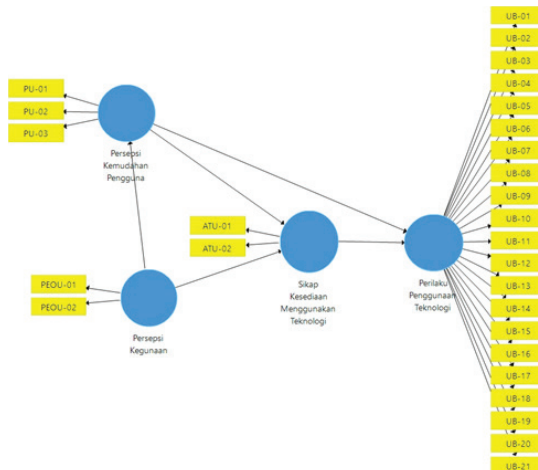 PU-01
PU-02
PU-03
Persepsi
Kemudahan
Pengguna
PEOU-01
PEOU-02
Persepsi
Kegunaan
ATU-01
ATU-02
Sikap
Kesediaan
Menggunakan
Teknologi
Perilaku
Penggunaan
Teknologi
UB-01
UB-02
UB-03
UB-04
UB-05
UB-06
UB-07
UB-08
UB-09
UB-10
UB-11
UB-12
UB-13
UB-14
UB-15
UB-16
UB-17
UB-18
UB-19
UB-20
UB-21